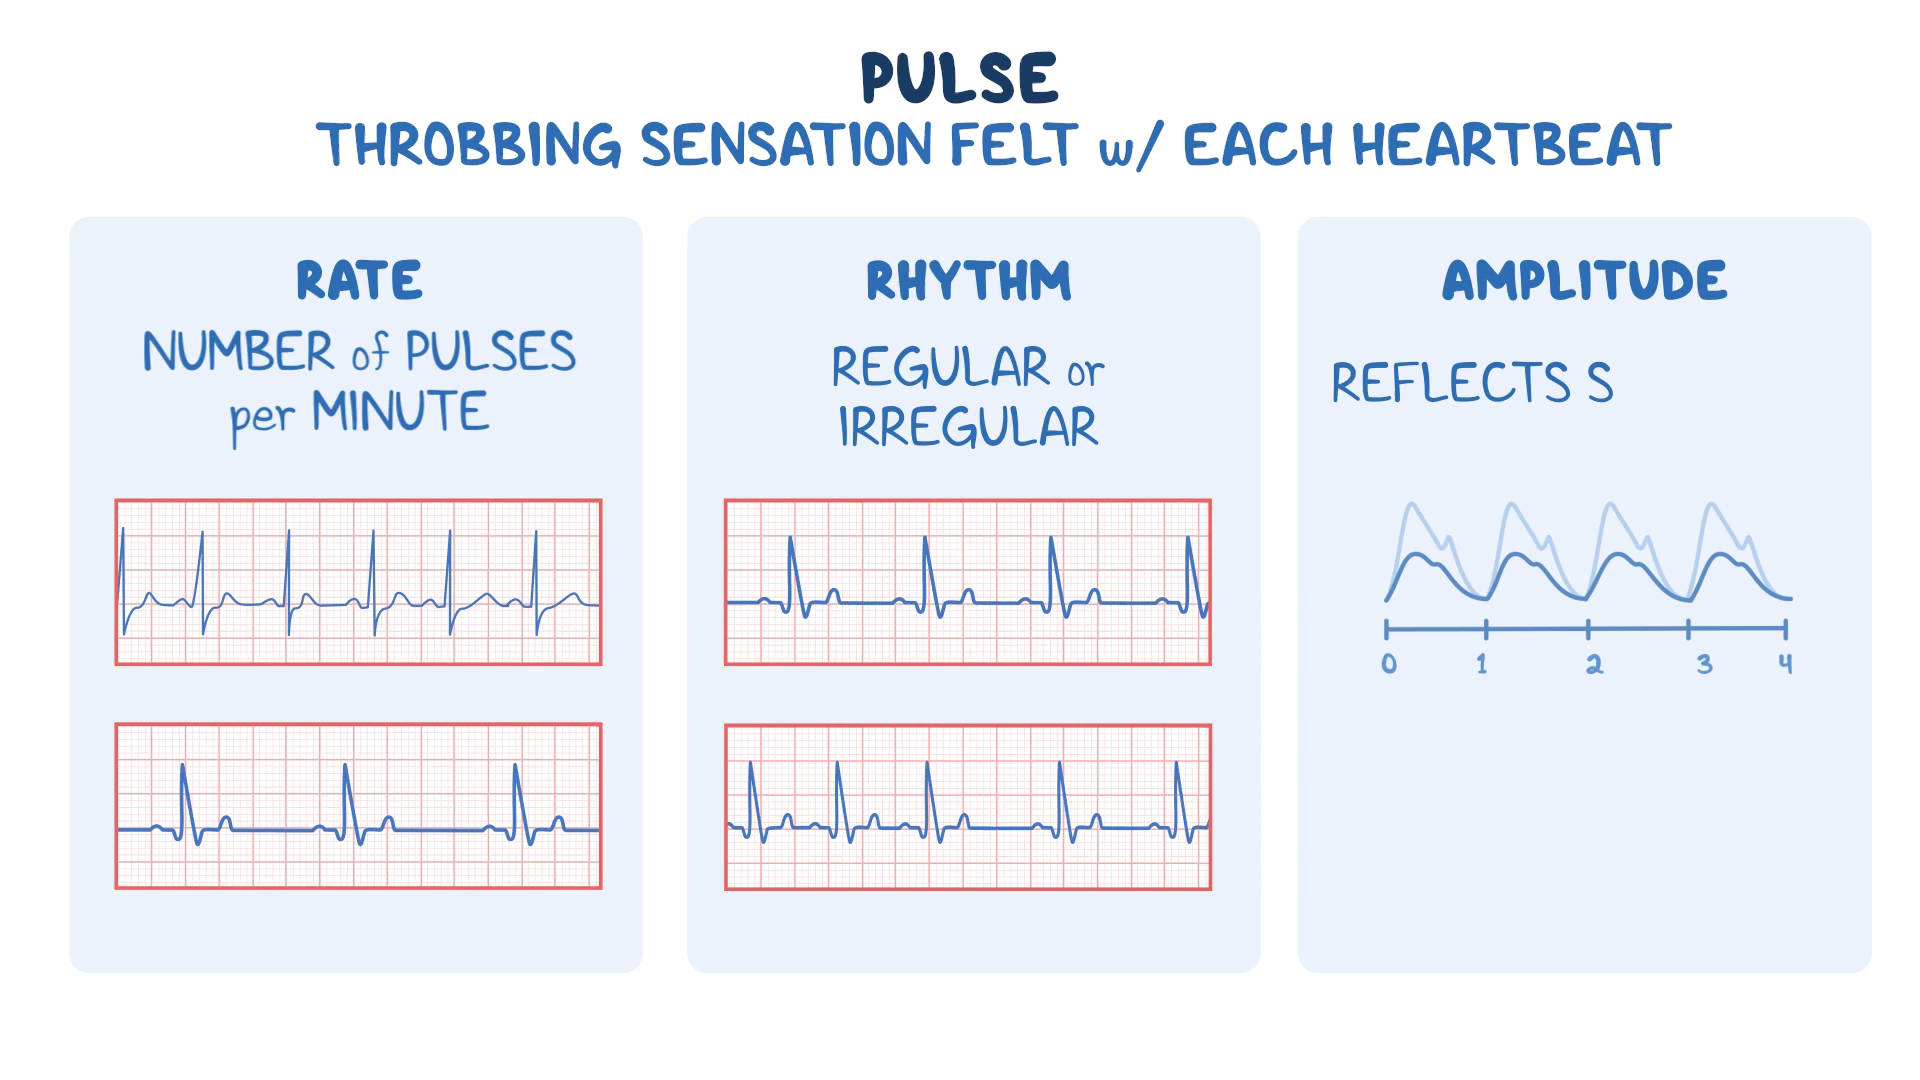 PULSE
THROBBING SENSATION FELT w/ EACH HEARTBEAT
RATE
NUMBER of PULSES
per MINUTE
RHYTHM
REGULAR or
IRREGULAR
AMPLITUDE
REFLECTS S
0 1 2 3 4